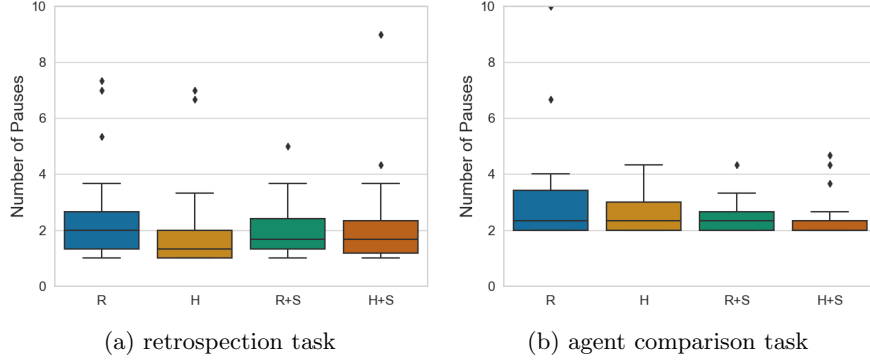 10
8
6
4
2
0
Number of Pauses
R H R+S H+S
(a) retrospection task
10
8
6
4
2
0
Number of Pauses
R H R+S H+S
(b) agent comparison task